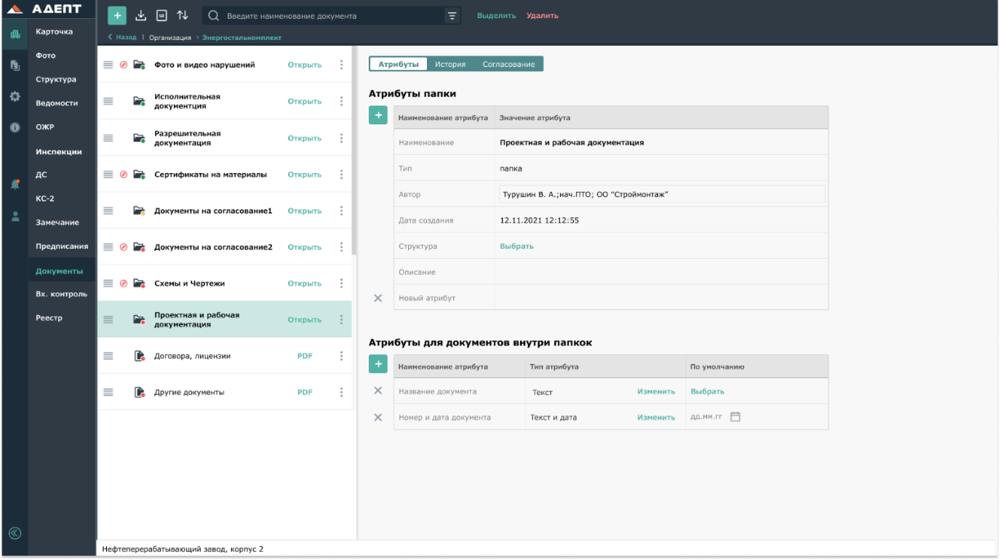 АДЕПТ
Карточка
Фото
Структура
Ведомости
ОЖР
Инспекции
ДС
КС-2
Замечание
Предписания
Документы
Вх. контроль
Реестр
+ Ш Введите наименование документа Выделить Удалить
Назад | Организация > Энергосталькомплект
Фото и видео нарушений Открыть
Исполнительная
документция Открыть
Разрешительная
документация Открыть
Сертификаты на материалы Открыть
Документы на согласование1 Открыть
Документы на согласование2 Открыть
Схемы и Чертежи Открыть
Проектная и рабочая
документация Открыть
Договора, лицензии PDF
Другие документы PDF
Атрибуты История Согласование
Атрибуты папки
+ Наименование атрибута Значение атрибута
Наименование Проектная и рабочая документация
Тип папка
Автор Турушин В. А.;нач.ПТО; ОО “Строймонтаж”
Дата создания 12.11.2021 12:12:55
Структура Выбрать
Описание
Новый атрибут
Атрибуты для документов внутри папкок
+ Наименование атрибута Тип атрибута По умолчанию
Название документа Текст Изменить Выбрать
Номер и дата документа Текст и дата Изменить дд.мм.гг
Нефтеперерабатывающий завод, корпус 2